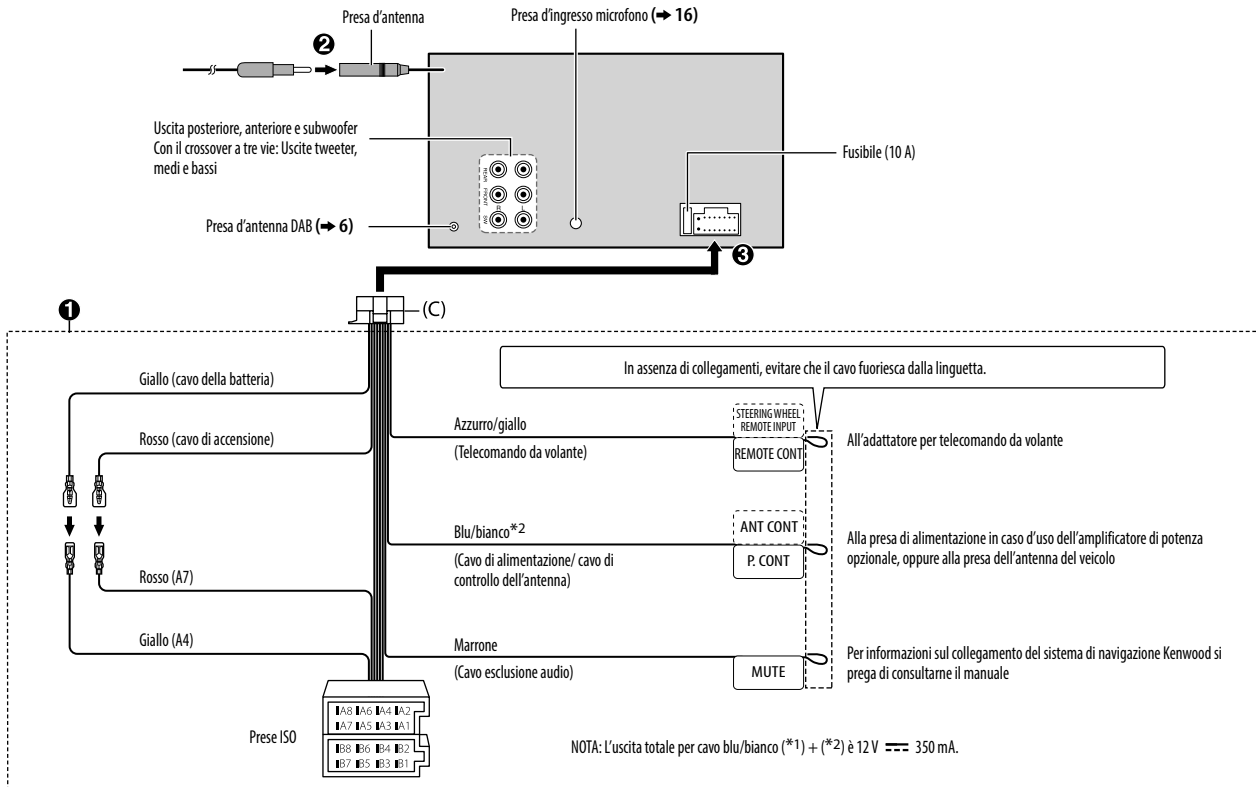 Presa d'antenna
Presa d'ingresso microfono (➜ 16)
❷
Uscita posteriore, anteriore e subwoofer
Con il crossover a tre vie: Uscite tweeter,
medi e bassi
Fusibile (10 A)
REAR
FRONT
SW
R
L
Presa d'antenna DAB (➜ 6)
❸
❶
(C)
In assenza di collegamenti, evitare che il cavo fuoriesca dalla linguetta.
Giallo (cavo della batteria)
Rosso (cavo di accensione)
Azzurro/giallo
(Telecomando da volante)
STEERING WHEEL
REMOTE INPUT
REMOTE CONT
All'adattatore per telecomando da volante
Blu/bianco*2
(Cavo di alimentazione/ cavo di
controllo dell'antenna)
ANT CONT
P. CONT
Alla presa di alimentazione in caso d'uso dell'amplificatore di potenza
opzionale, oppure alla presa dell'antenna del veicolo
Rosso (A7)
Giallo (A4)
Marrone
(Cavo esclusione audio)
MUTE
Per informazioni sul collegamento del sistema di navigazione Kenwood si
prega di consultarne il manuale
Prese ISO
A8 A6 A4 A2
A7 A5 A3 A1
B8 B6 B4 B2
B7 B5 B3 B1
NOTA: L'uscita totale per cavo blu/bianco (*1) + (*2) è 12 V ⎓ 350 mA.